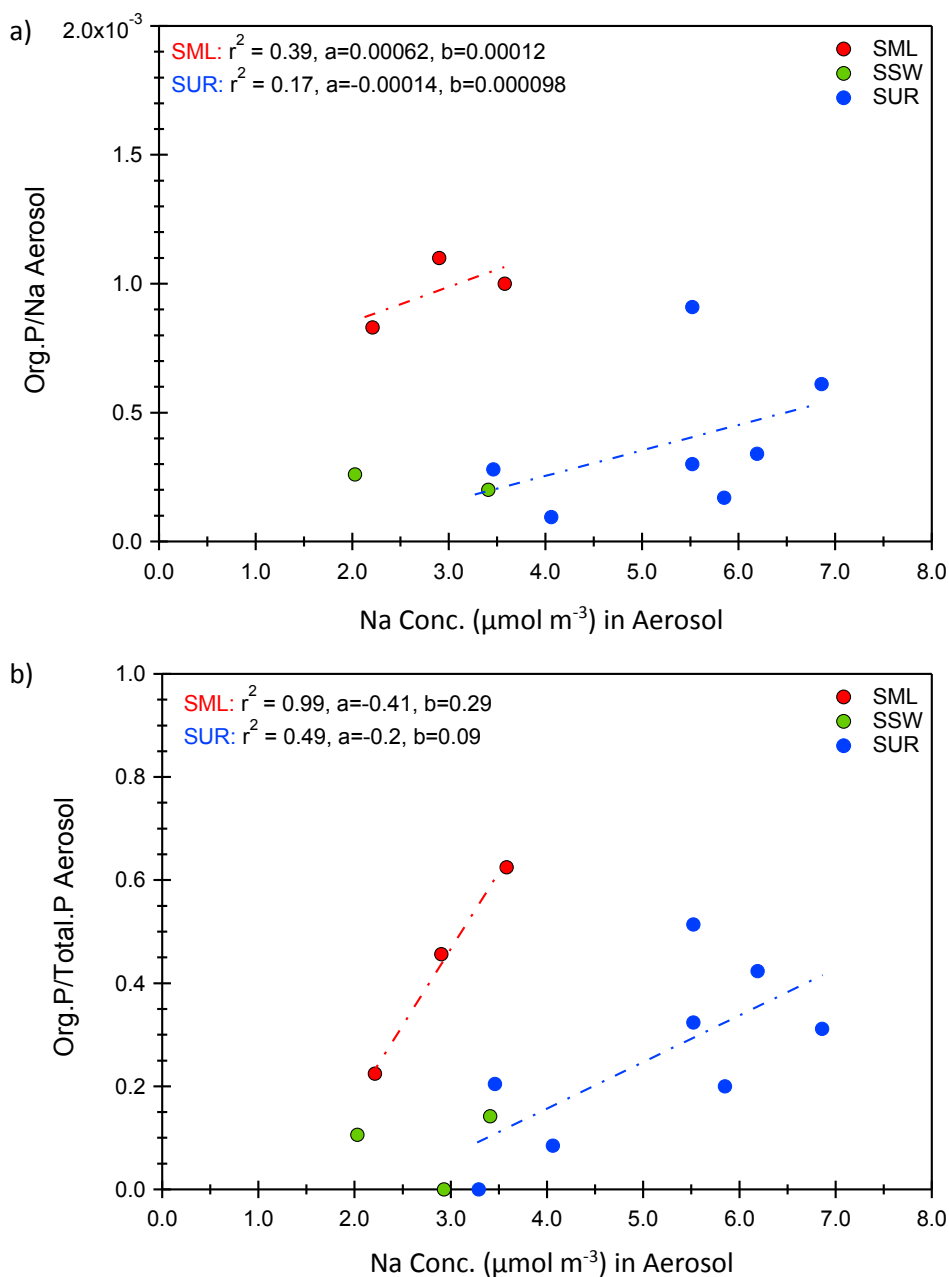 a)
2.0x10⁻³
SML: r² = 0.39, a=0.00062, b=0.00012
SUR: r² = 0.17, a=-0.00014, b=0.000098
SML
SSW
SUR
1.5
1.0
0.5
0.0
Org.P/Na Aerosol
0.0 1.0 2.0 3.0 4.0 5.0 6.0 7.0 8.0
Na Conc. (µmol m⁻³) in Aerosol
b)
1.0
SML: r² = 0.99, a=-0.41, b=0.29
SUR: r² = 0.49, a=-0.2, b=0.09
SML
SSW
SUR
0.8
0.6
0.4
0.2
0.0
Org.P/Total.P Aerosol
0.0 1.0 2.0 3.0 4.0 5.0 6.0 7.0 8.0
Na Conc. (µmol m⁻³) in Aerosol